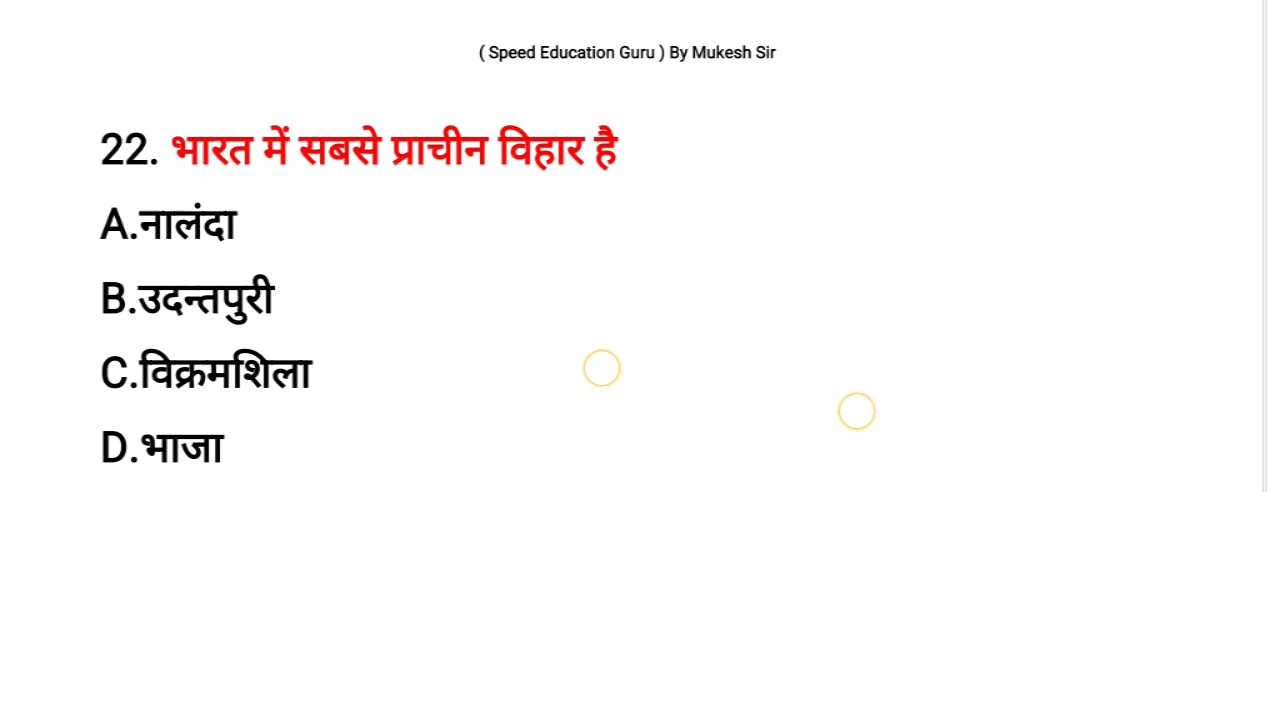 ( Speed Education Guru ) By Mukesh Sir
22. भारत में सबसे प्राचीन विहार है
A.नालंदा
B.उदन्तपुरी
C.विक्रमशिला
D.भाजा